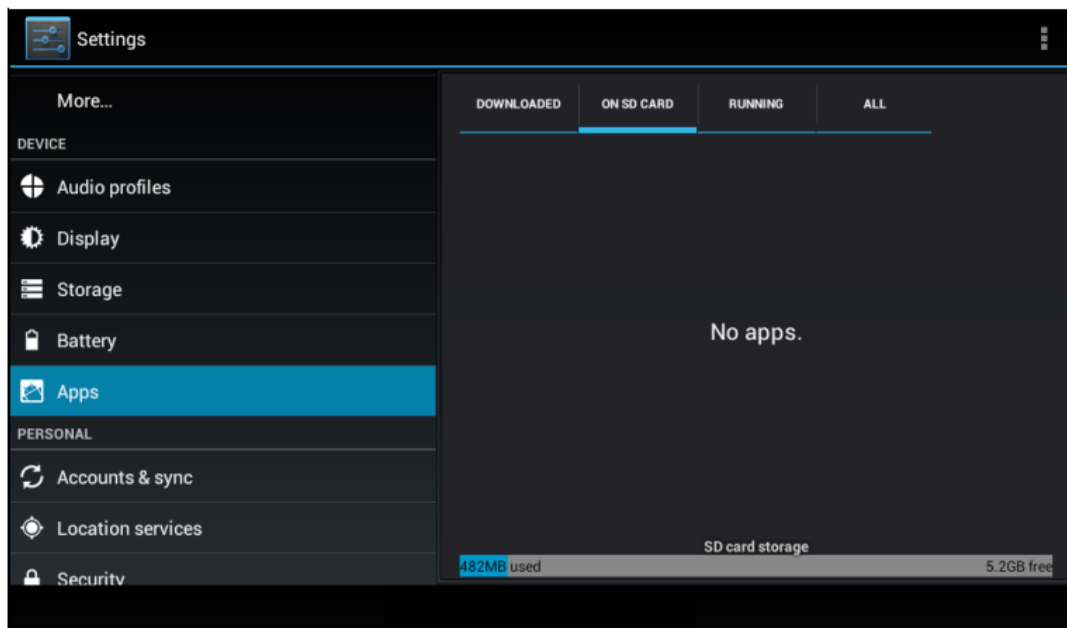 Settings
More...
DEVICE
Audio profiles
Display
Storage
Battery
Apps
PERSONAL
Accounts & sync
Location services
Security
DOWNLOADED
ON SD CARD
RUNNING
ALL
No apps.
SD card storage
482MB used
5.2GB free